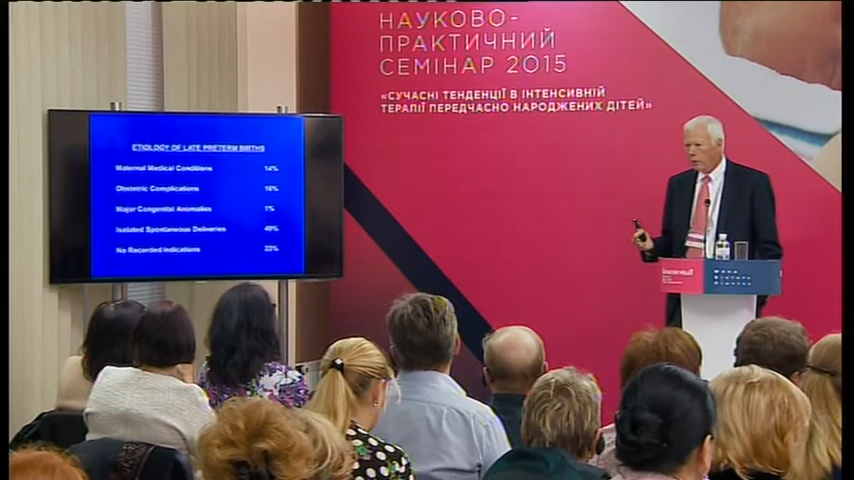 НАУКОВО-
ПРАКТИЧНИЙ
СЕМІНАР 2015
«СУЧАСНІ ТЕНДЕНЦІЇ В ІНТЕНСИВНІЙ
ТЕРАПІЇ ПЕРЕДЧАСНО НАРОДЖЕНИХ ДІТЕЙ»
ETIOLOGY OF LATE PRETERM BIRTHS
Maternal Medical Conditions 14%
Obstetric Complications 16%
Major Congenital Anomalies 1%
Isolated Spontaneous Deliveries 49%
No Recorded Indications 22%